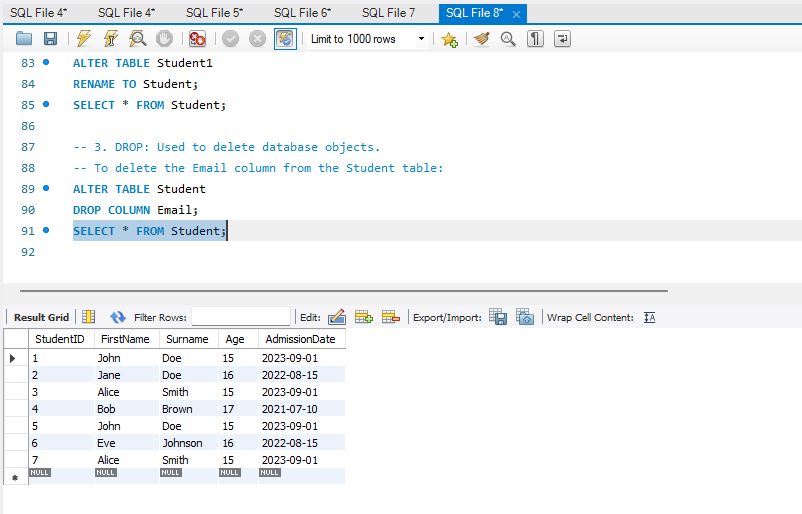 SQL File 4* SQL File 4* SQL File 5* SQL File 6* SQL File 7 SQL File 8*
Limit to 1000 rows
83 ALTER TABLE Student1
84 RENAME TO Student;
85 SELECT * FROM Student;
86
87 -- 3. DROP: Used to delete database objects.
88 -- To delete the Email column from the Student table:
89 ALTER TABLE Student
90 DROP COLUMN Email;
91 SELECT * FROM Student;
92
Result Grid Filter Rows: Edit: Export/Import: Wrap Cell Content: IA
StudentID FirstName Surname Age AdmissionDate
1 John Doe 15 2023-09-01
2 Jane Doe 16 2022-08-15
3 Alice Smith 15 2023-09-01
4 Bob Brown 17 2021-07-10
5 John Doe 15 2023-09-01
6 Eve Johnson 16 2022-08-15
7 Alice Smith 15 2023-09-01
NULL NULL NULL NULL NULL